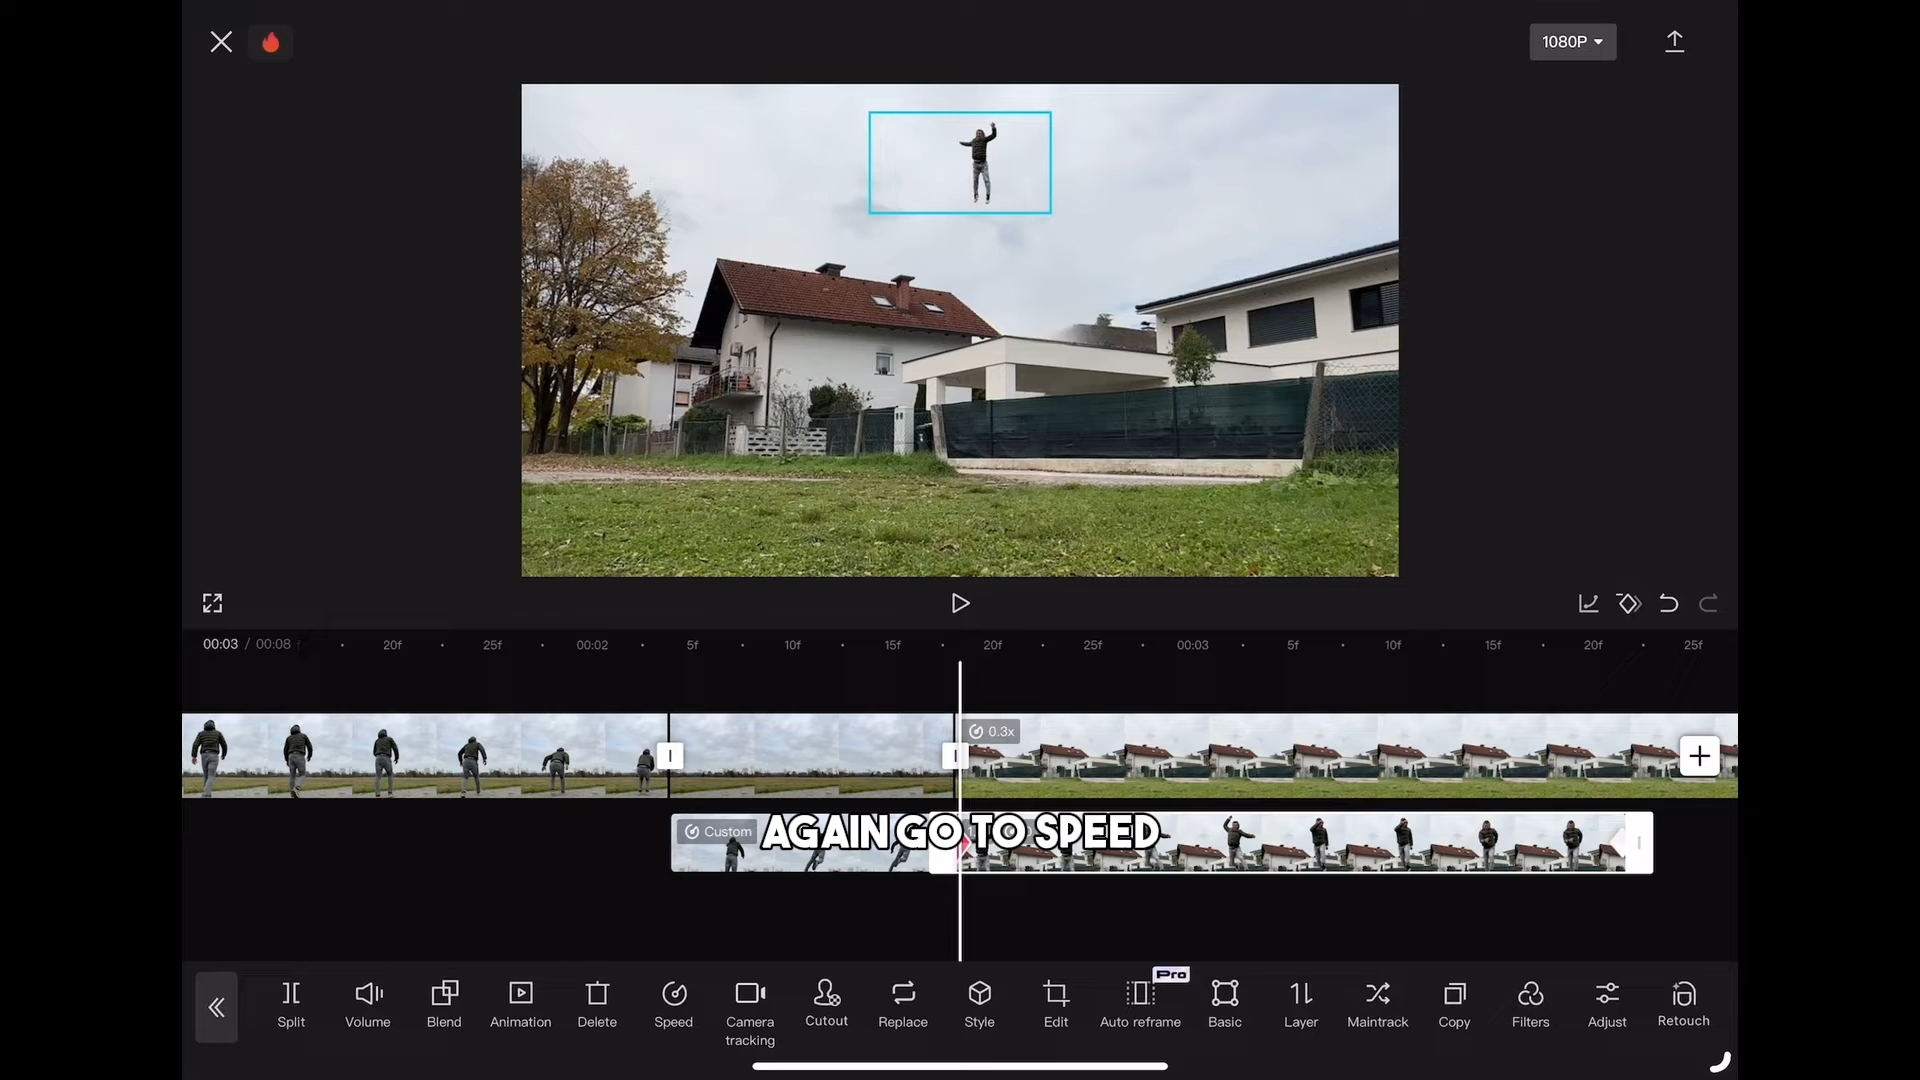 1080P
00:03 / 00:08
20f
25f
00:02
5f
10f
15f
20f
25f
00:03
5f
10f
15f
20f
25f
0.3x
Custom
AGAIN GO TO SPEED
Pro
Split
Volume
Blend
Animation
Delete
Speed
Camera
tracking
Cutout
Replace
Style
Edit
Auto reframe
Basic
Layer
Maintrack
Copy
Filters
Adjust
Retouch